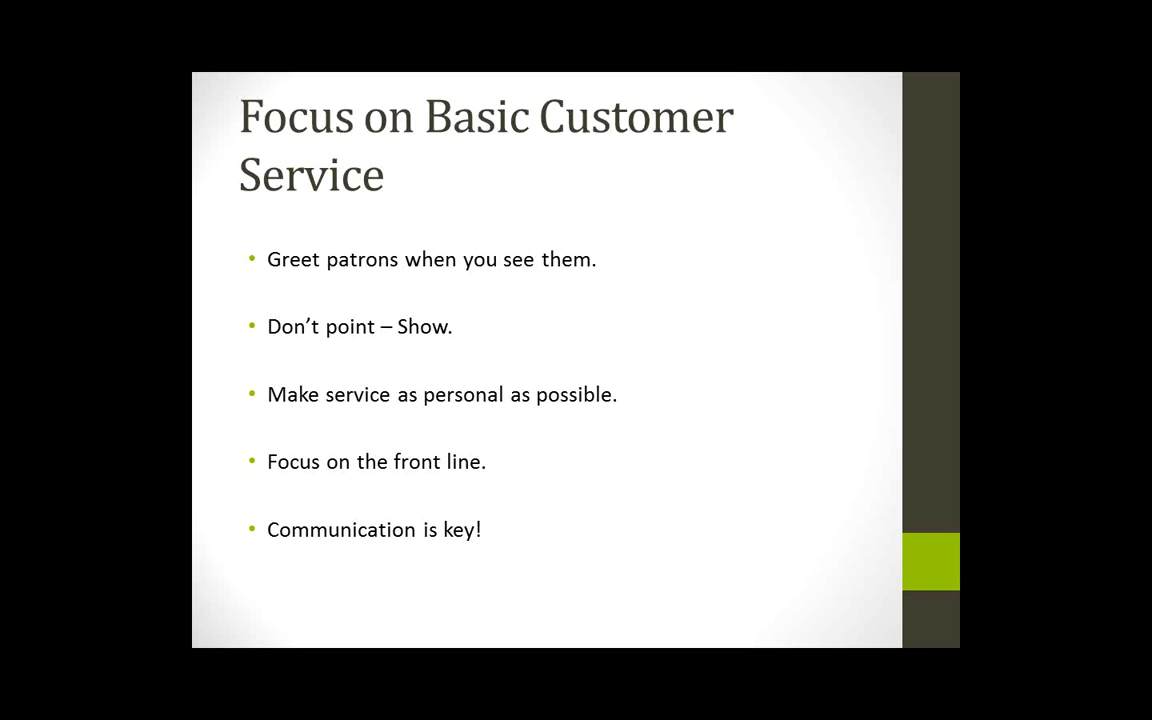 Focus on Basic Customer
Service
• Greet patrons when you see them.
• Don’t point – Show.
• Make service as personal as possible.
• Focus on the front line.
• Communication is key!